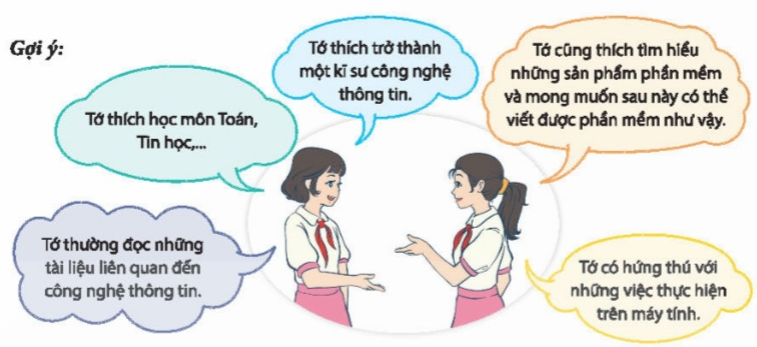 Gợi ý:
Tớ thích trở thành
một kĩ sư công nghệ
thông tin.
Tớ cũng thích tìm hiểu
những sản phẩm phần mềm
và mong muốn sau này có thể
viết được phần mềm như vậy.
Tớ thích học môn Toán,
Tin học,...
Tớ thường đọc những
tài liệu liên quan đến
công nghệ thông tin.
Tớ có hứng thú với
những việc thực hiện
trên máy tính.